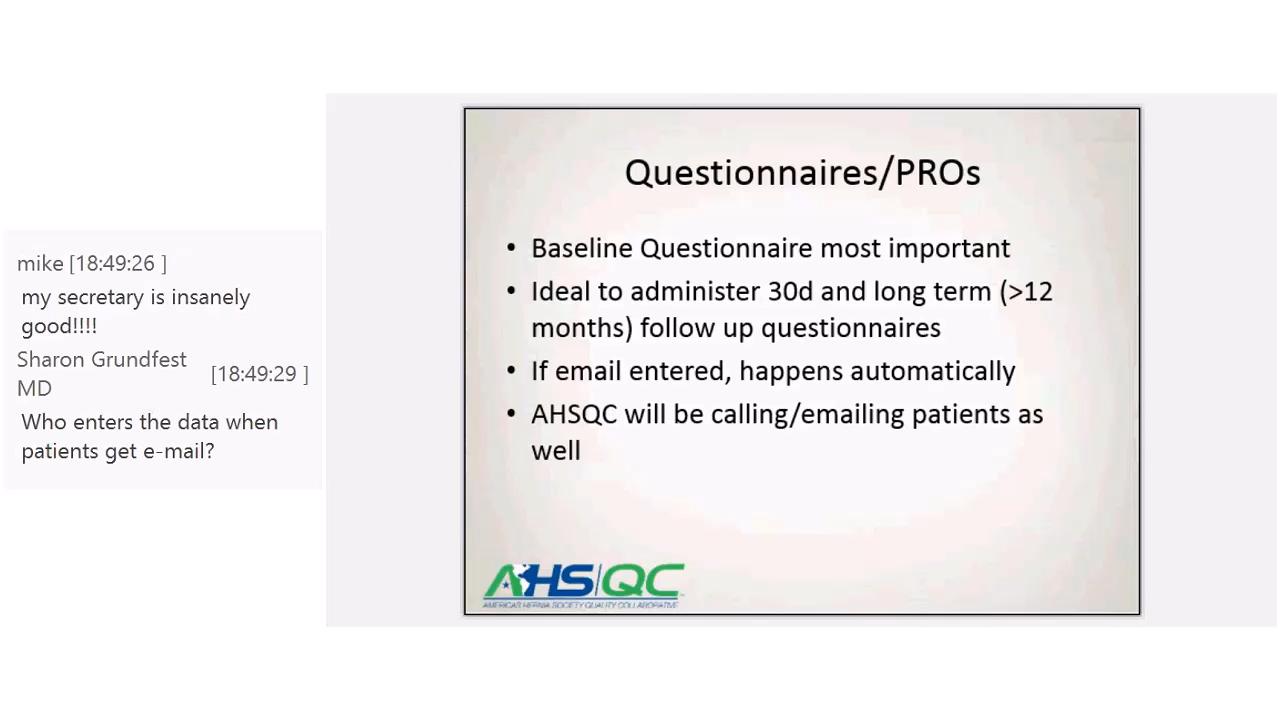 mike [18:49:26 ]
my secretary is insanely
good!!!!
Sharon Grundfest
MD
[18:49:29 ]
Who enters the data when
patients get e-mail?
Questionnaires/PROs
• Baseline Questionnaire most important
• Ideal to administer 30d and long term (>12
months) follow up questionnaires
• If email entered, happens automatically
• AHSQC will be calling/emailing patients as
well
AHS|QC
AMERICAS HERNIA SOCIETY QUALITY COLLABORATIVE